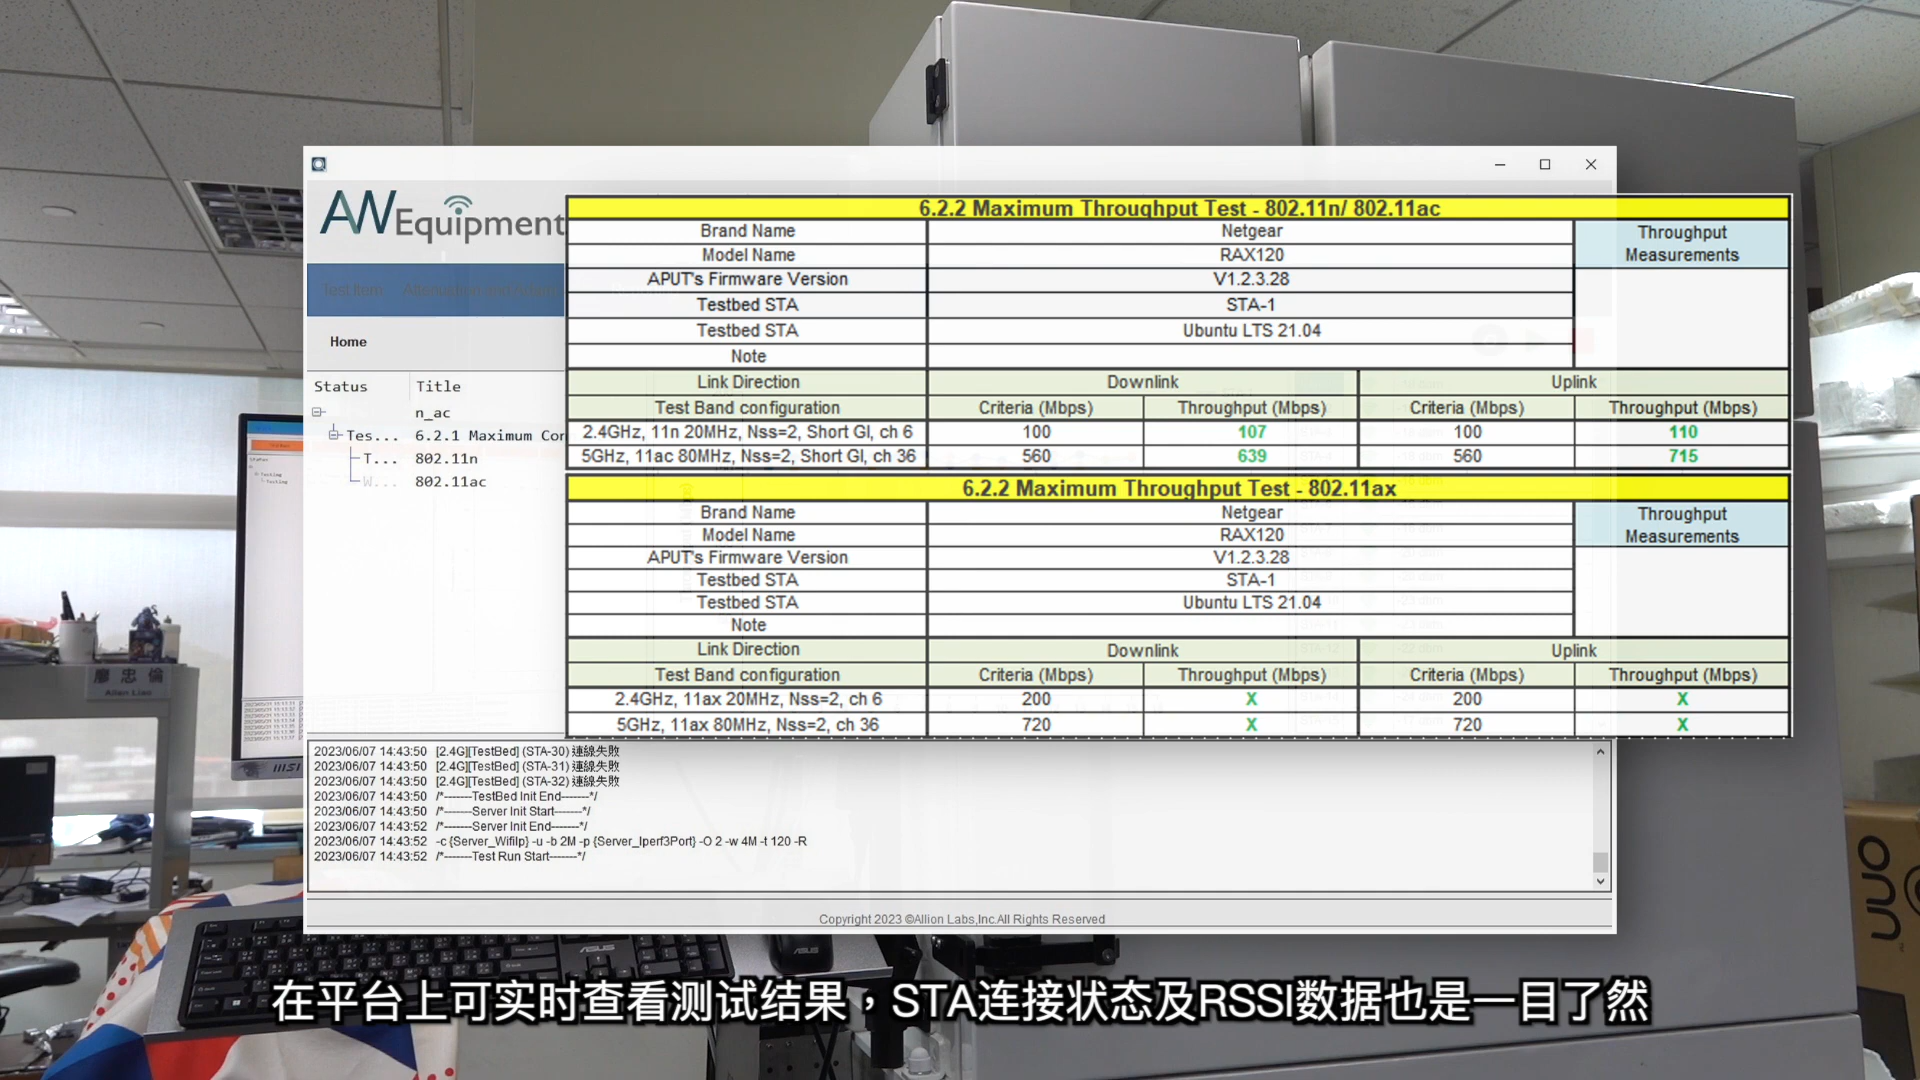 AW Equipment
Test Item
Home
Status Title
n_ac
Tes... 6.2.1 Maximum Con
T... 802.11n
W... 802.11ac
6.2.2 Maximum Throughput Test - 802.11n/ 802.11ac
Brand Name Netgear Throughput Measurements
Model Name RAX120
APUT's Firmware Version V1.2.3.28
Testbed STA STA-1
Testbed STA Ubuntu LTS 21.04
Note
Link Direction Downlink Uplink
Test Band configuration Criteria (Mbps) Throughput (Mbps) Criteria (Mbps) Throughput (Mbps)
2.4GHz, 11n 20MHz, Nss=2, Short GI, ch 6 100 107 100 110
5GHz, 11ac 80MHz, Nss=2, Short GI, ch 36 560 639 560 715
6.2.2 Maximum Throughput Test - 802.11ax
Brand Name Netgear Throughput Measurements
Model Name RAX120
APUT's Firmware Version V1.2.3.28
Testbed STA STA-1
Testbed STA Ubuntu LTS 21.04
Note
Link Direction Downlink Uplink
Test Band configuration Criteria (Mbps) Throughput (Mbps) Criteria (Mbps) Throughput (Mbps)
2.4GHz, 11ax 20MHz, Nss=2, ch 6 200 X 200 X
5GHz, 11ax 80MHz, Nss=2, ch 36 720 X 720 X
2023/06/07 14:43:50 [2.4G][TestBed] (STA-30) 連線失敗
2023/06/07 14:43:50 [2.4G][TestBed] (STA-31) 連線失敗
2023/06/07 14:43:50 [2.4G][TestBed] (STA-32) 連線失敗
2023/06/07 14:43:50 /*-------TestBed Init End-------*/
2023/06/07 14:43:50 /*-------Server Init Start-------*/
2023/06/07 14:43:52 /*-------Server Init End-------*/
2023/06/07 14:43:52 -c {Server_WifiIp} -u -b 2M -p {Server_Iperf3Port} -O 2 -w 4M -t 120 -R
2023/06/07 14:43:52 /*-------Test Run Start-------*/
Copyright 2023 ©Allion Labs,Inc.All Rights Reserved
廖忠倫
Allen Liao
msi
ASUS
ASUS
在平台上可实时查看测试结果，STA连接状态及RSSI数据也是一目了然